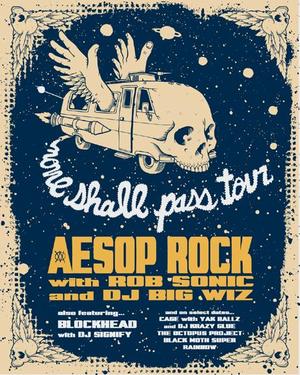 none shall pass tour
AESOP ROCK
with ROB SONIC
and DJ BIG WIZ
also featuring...
BLOCKHEAD
with DJ SIGNIFY
and on select dates...
CAGE with YAK BALLZ
and DJ KRAZY GLUE
THE OCTOPUS PROJECT
BLACK MOTH SUPER
RAINBOW